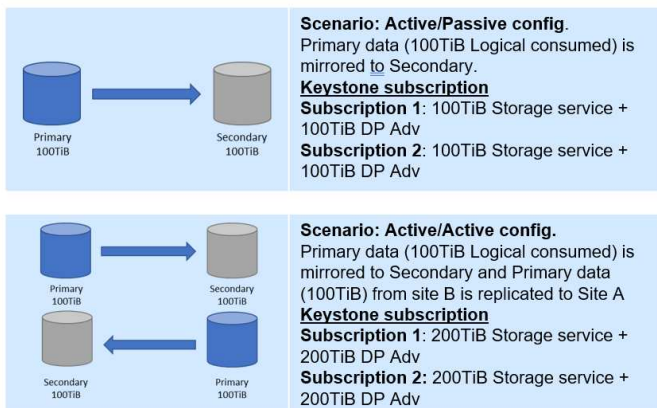 Primary
100TiB
Secondary
100TiB
Scenario: Active/Passive config.
Primary data (100TiB Logical consumed) is
mirrored to Secondary.
Keystone subscription
Subscription 1: 100TiB Storage service +
100TiB DP Adv
Subscription 2: 100TiB Storage service +
100TiB DP Adv
Primary
100TiB
Secondary
100TiB
Secondary
100TiB
Primary
100TiB
Scenario: Active/Active config.
Primary data (100TiB Logical consumed) is
mirrored to Secondary and Primary data
(100TiB) from site B is replicated to Site A
Keystone subscription
Subscription 1: 200TiB Storage service +
200TiB DP Adv
Subscription 2: 200TiB Storage service +
200TiB DP Adv